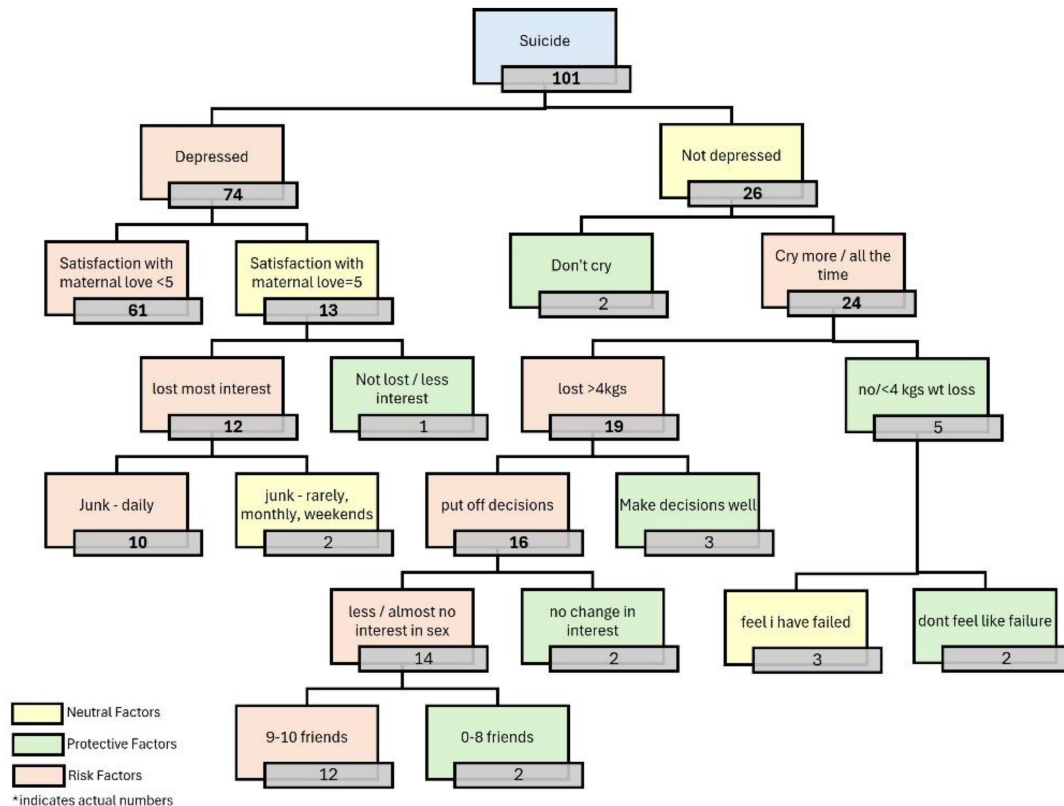 Suicide
101
Depressed
74
Not depressed
26
Satisfaction with
maternal love <5
61
Satisfaction with
maternal love=5
13
Don't cry
2
Cry more / all the
time
24
lost most interest
12
Not lost / less
interest
1
lost >4kgs
19
no/<4 kgs wt loss
5
Junk - daily
10
junk - rarely,
monthly, weekends
2
put off decisions
16
Make decisions well
3
less / almost no
interest in sex
14
no change in
interest
2
feel i have failed
3
dont feel like failure
2
9-10 friends
12
0-8 friends
2
Neutral Factors
Protective Factors
Risk Factors
*indicates actual numbers